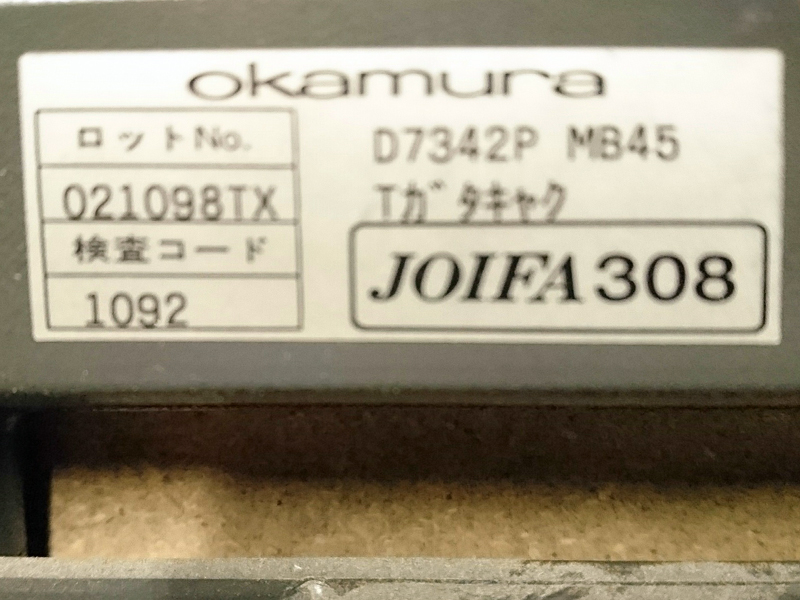 okamura
ロットNo.
021098TX
検査コード
1092
D7342P MB45
Tガタキャク
JOIFA308